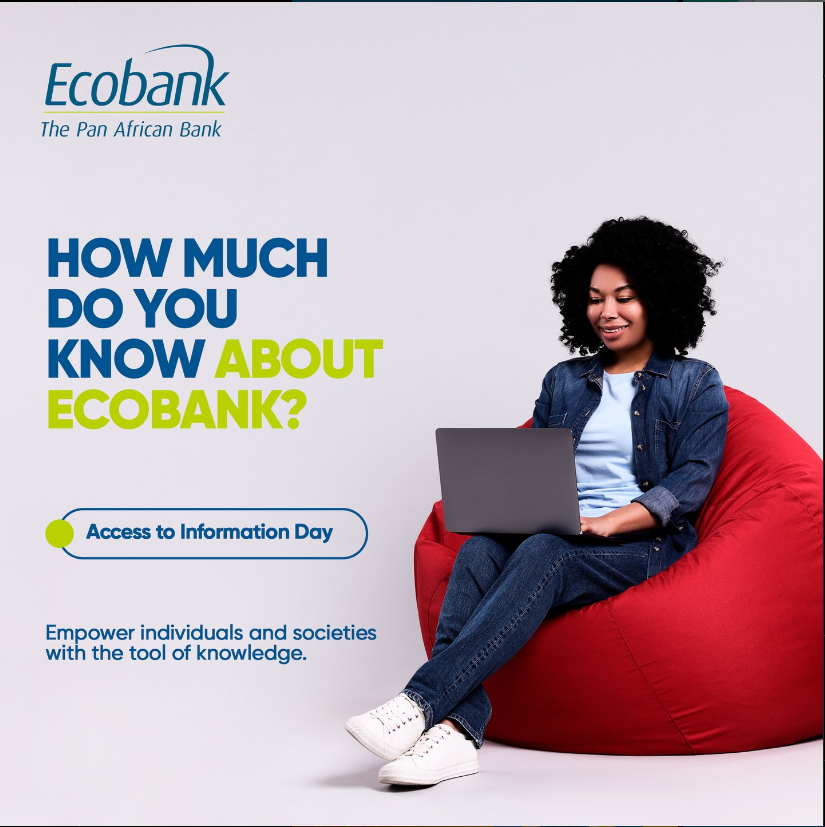 Ecobank
The Pan African Bank
HOW MUCH
DO YOU
KNOW ABOUT
ECOBANK?
Access to Information Day
Empower individuals and societies
with the tool of knowledge.